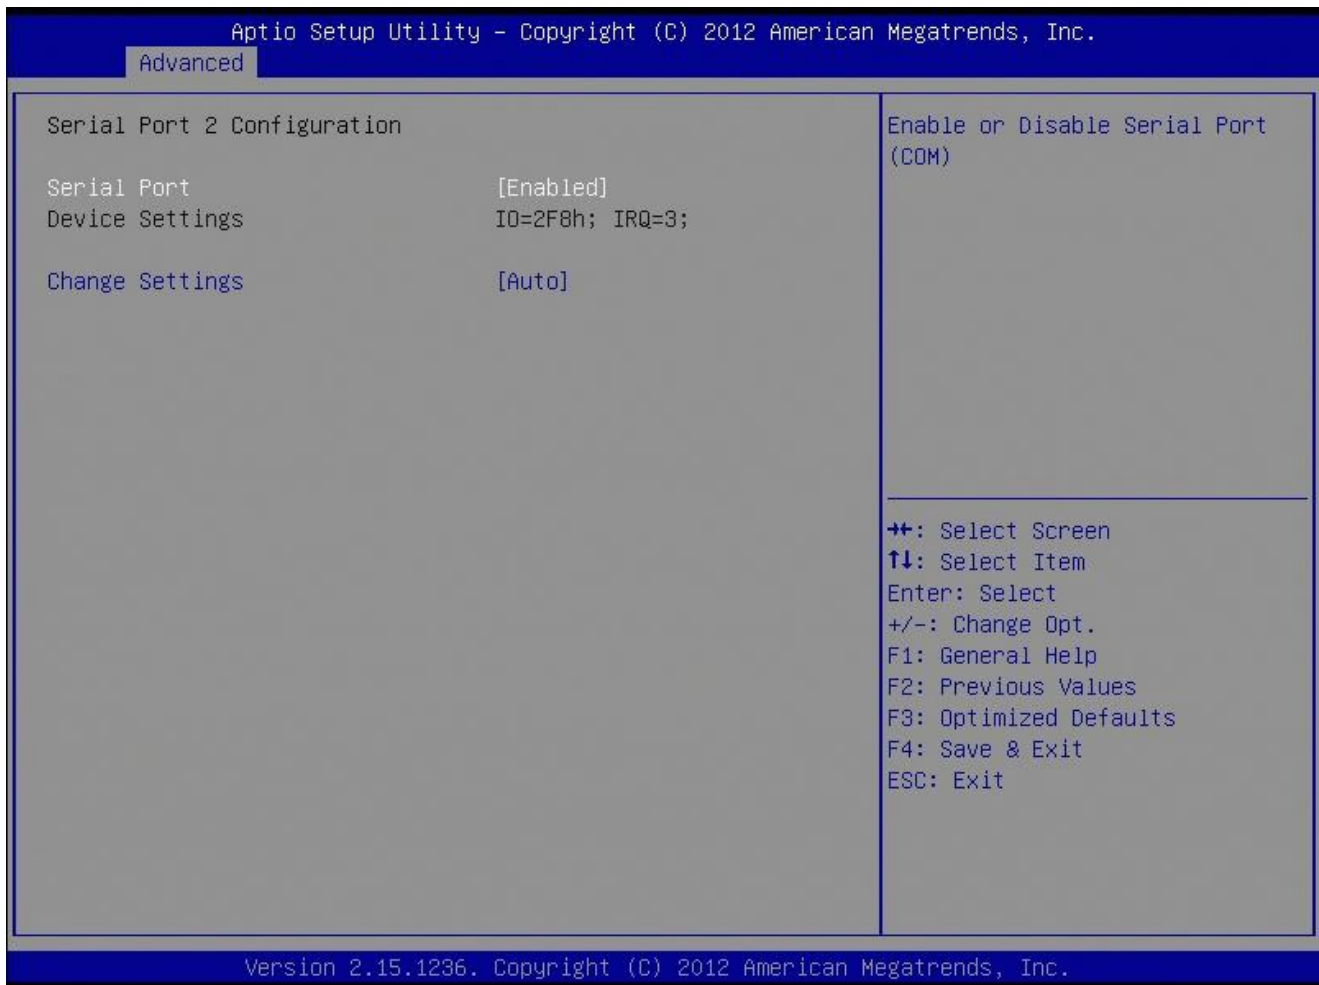 Aptio Setup Utility – Copyright (C) 2012 American Megatrends, Inc.
Advanced
Serial Port 2 Configuration
Serial Port [Enabled]
Device Settings IO=2F8h; IRQ=3;
Change Settings [Auto]
Enable or Disable Serial Port
(COM)
→←: Select Screen
↑↓: Select Item
Enter: Select
+/-: Change Opt.
F1: General Help
F2: Previous Values
F3: Optimized Defaults
F4: Save & Exit
ESC: Exit
Version 2.15.1236. Copyright (C) 2012 American Megatrends, Inc.